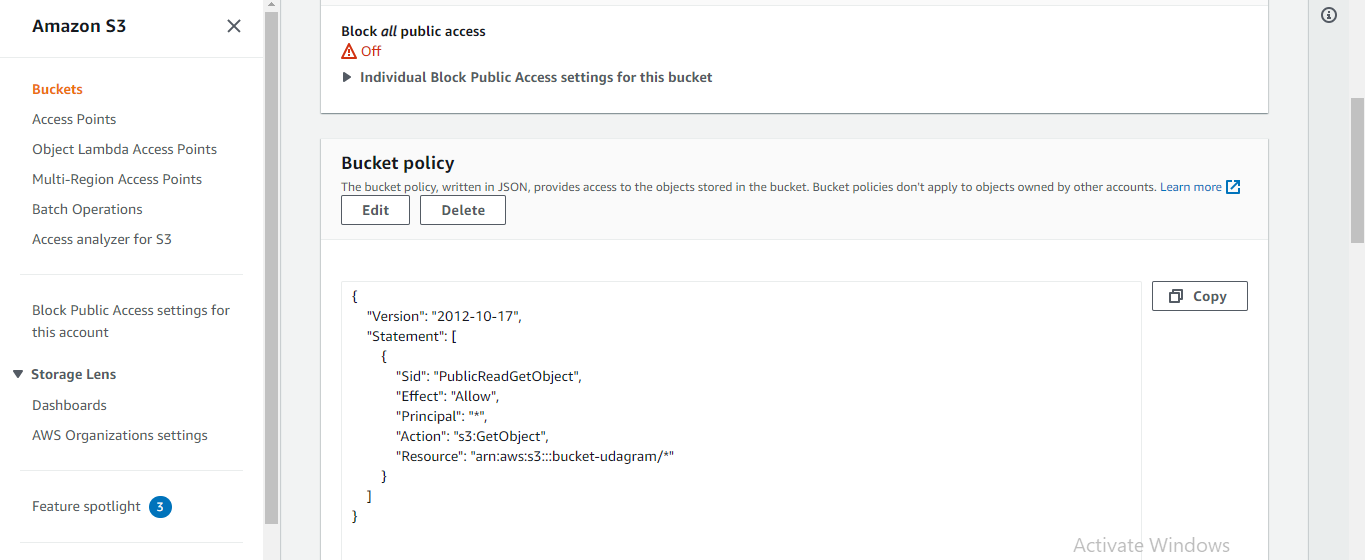 Amazon S3
Buckets
Access Points
Object Lambda Access Points
Multi-Region Access Points
Batch Operations
Access analyzer for S3
Block Public Access settings for
this account
Storage Lens
Dashboards
AWS Organizations settings
Feature spotlight 3
Block all public access
Off
Individual Block Public Access settings for this bucket
Bucket policy
The bucket policy, written in JSON, provides access to the objects stored in the bucket. Bucket policies don't apply to objects owned by other accounts. Learn more
Edit Delete
Copy
{
"Version": "2012-10-17",
"Statement": [
{
"Sid": "PublicReadGetObject",
"Effect": "Allow",
"Principal": "*",
"Action": "s3:GetObject",
"Resource": "arn:aws:s3:::bucket-udagram/*"
}
]
}
Activate Windows